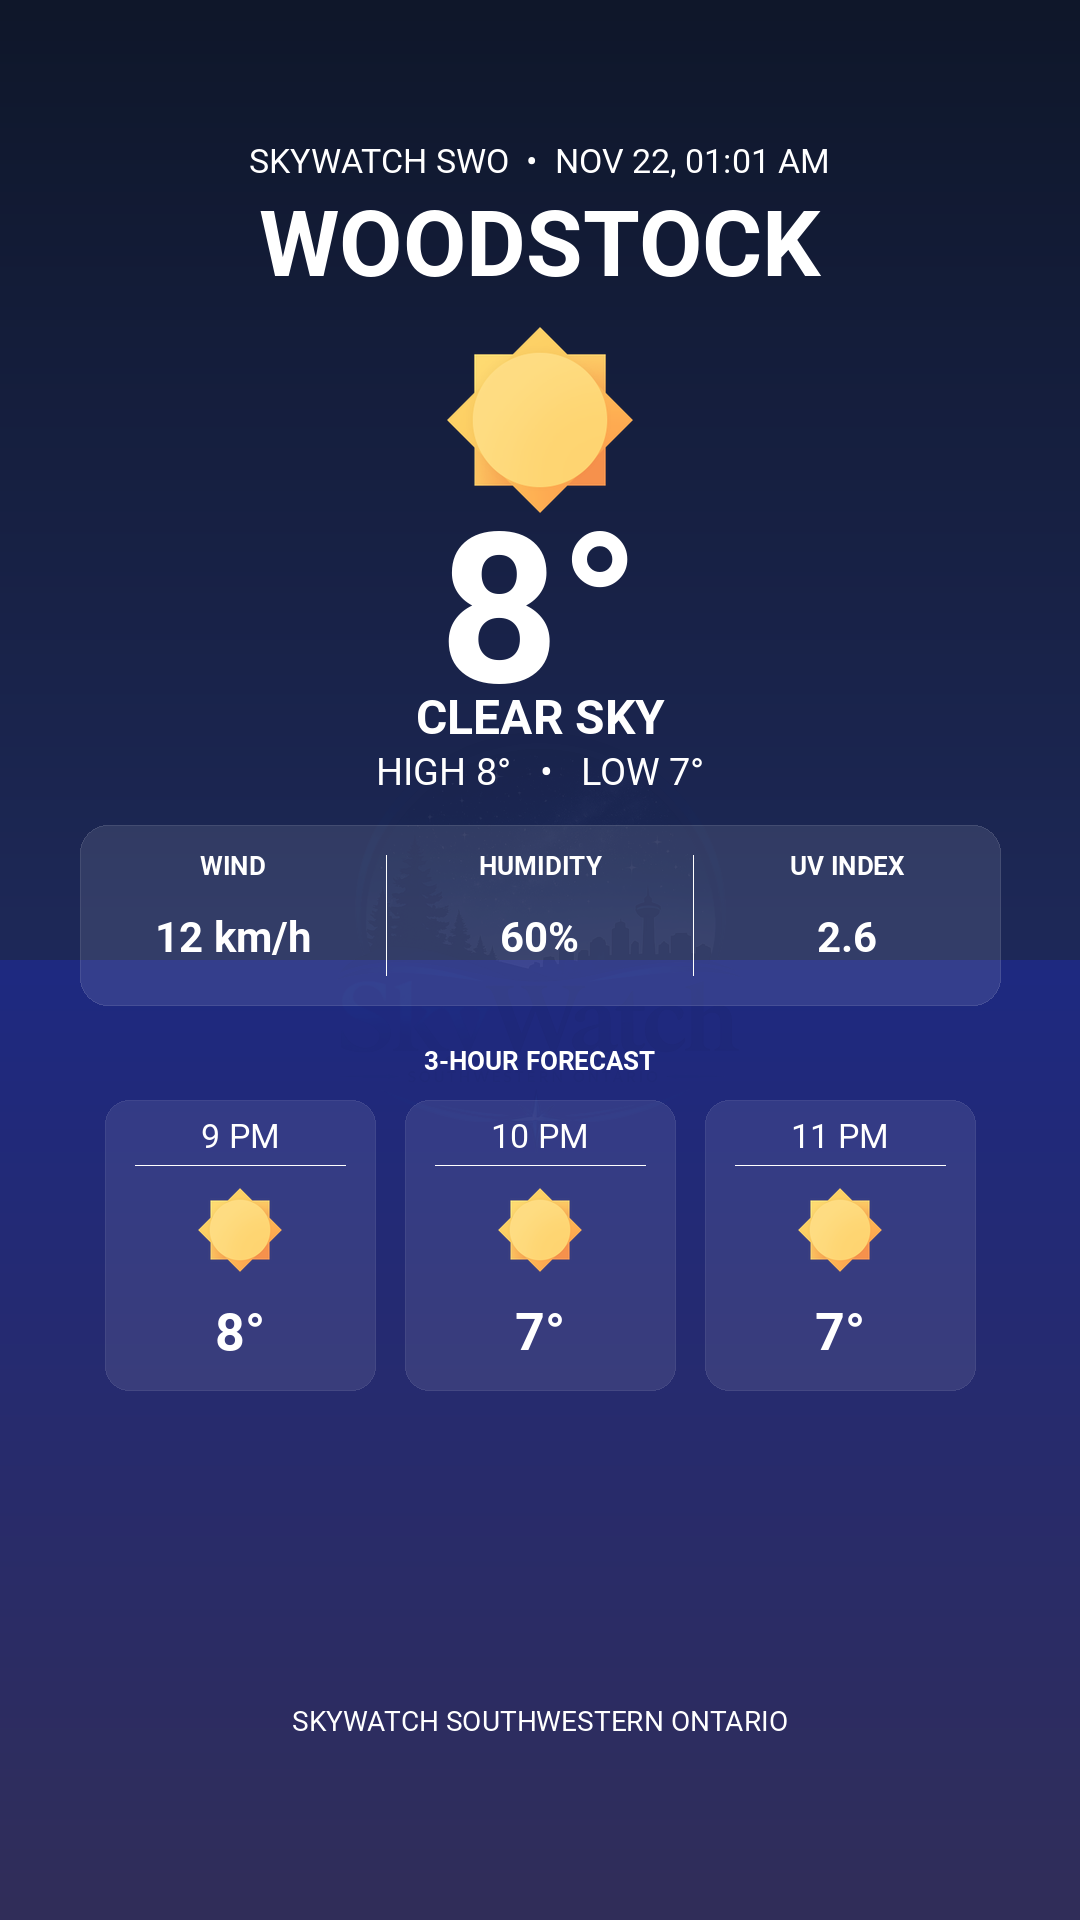 SKYWATCH SWO • NOV 22, 01:01 AM
WOODSTOCK
8°
CLEAR SKY
HIGH 8° • LOW 7°
WIND HUMIDITY UV INDEX
12 km/h 60% 2.6
SkyWatch
3-HOUR FORECAST
9 PM 10 PM 11 PM
8° 7° 7°
SKYWATCH SOUTHWESTERN ONTARIO